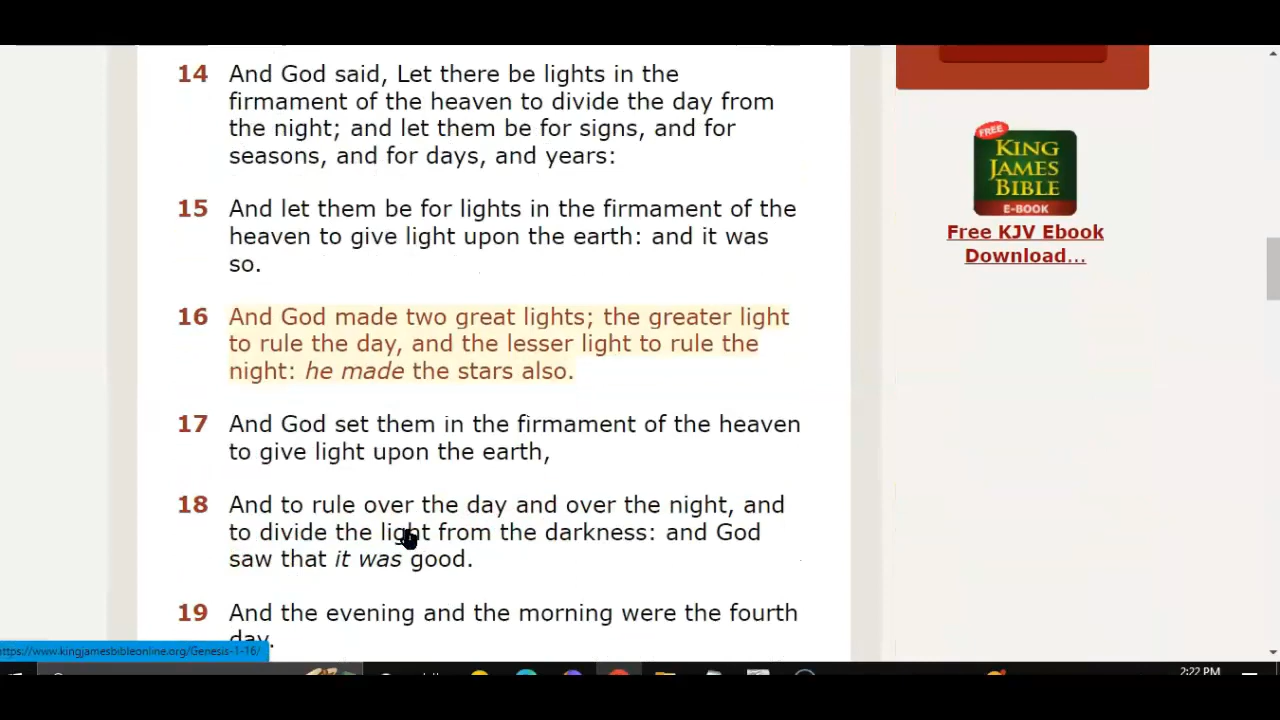 14 And God said, Let there be lights in the
firmament of the heaven to divide the day from
the night; and let them be for signs, and for
seasons, and for days, and years:
15 And let them be for lights in the firmament of the
heaven to give light upon the earth: and it was
so.
16 And God made two great lights; the greater light
to rule the day, and the lesser light to rule the
night: he made the stars also.
17 And God set them in the firmament of the heaven
to give light upon the earth,
18 And to rule over the day and over the night, and
to divide the light from the darkness: and God
saw that it was good.
19 And the evening and the morning were the fourth
day.
FREE
KING
JAMES
BIBLE
E-BOOK
Free KJV Ebook
Download...
https://www.kingjamesbibleonline.org/Genesis-1-16/
2:22 PM